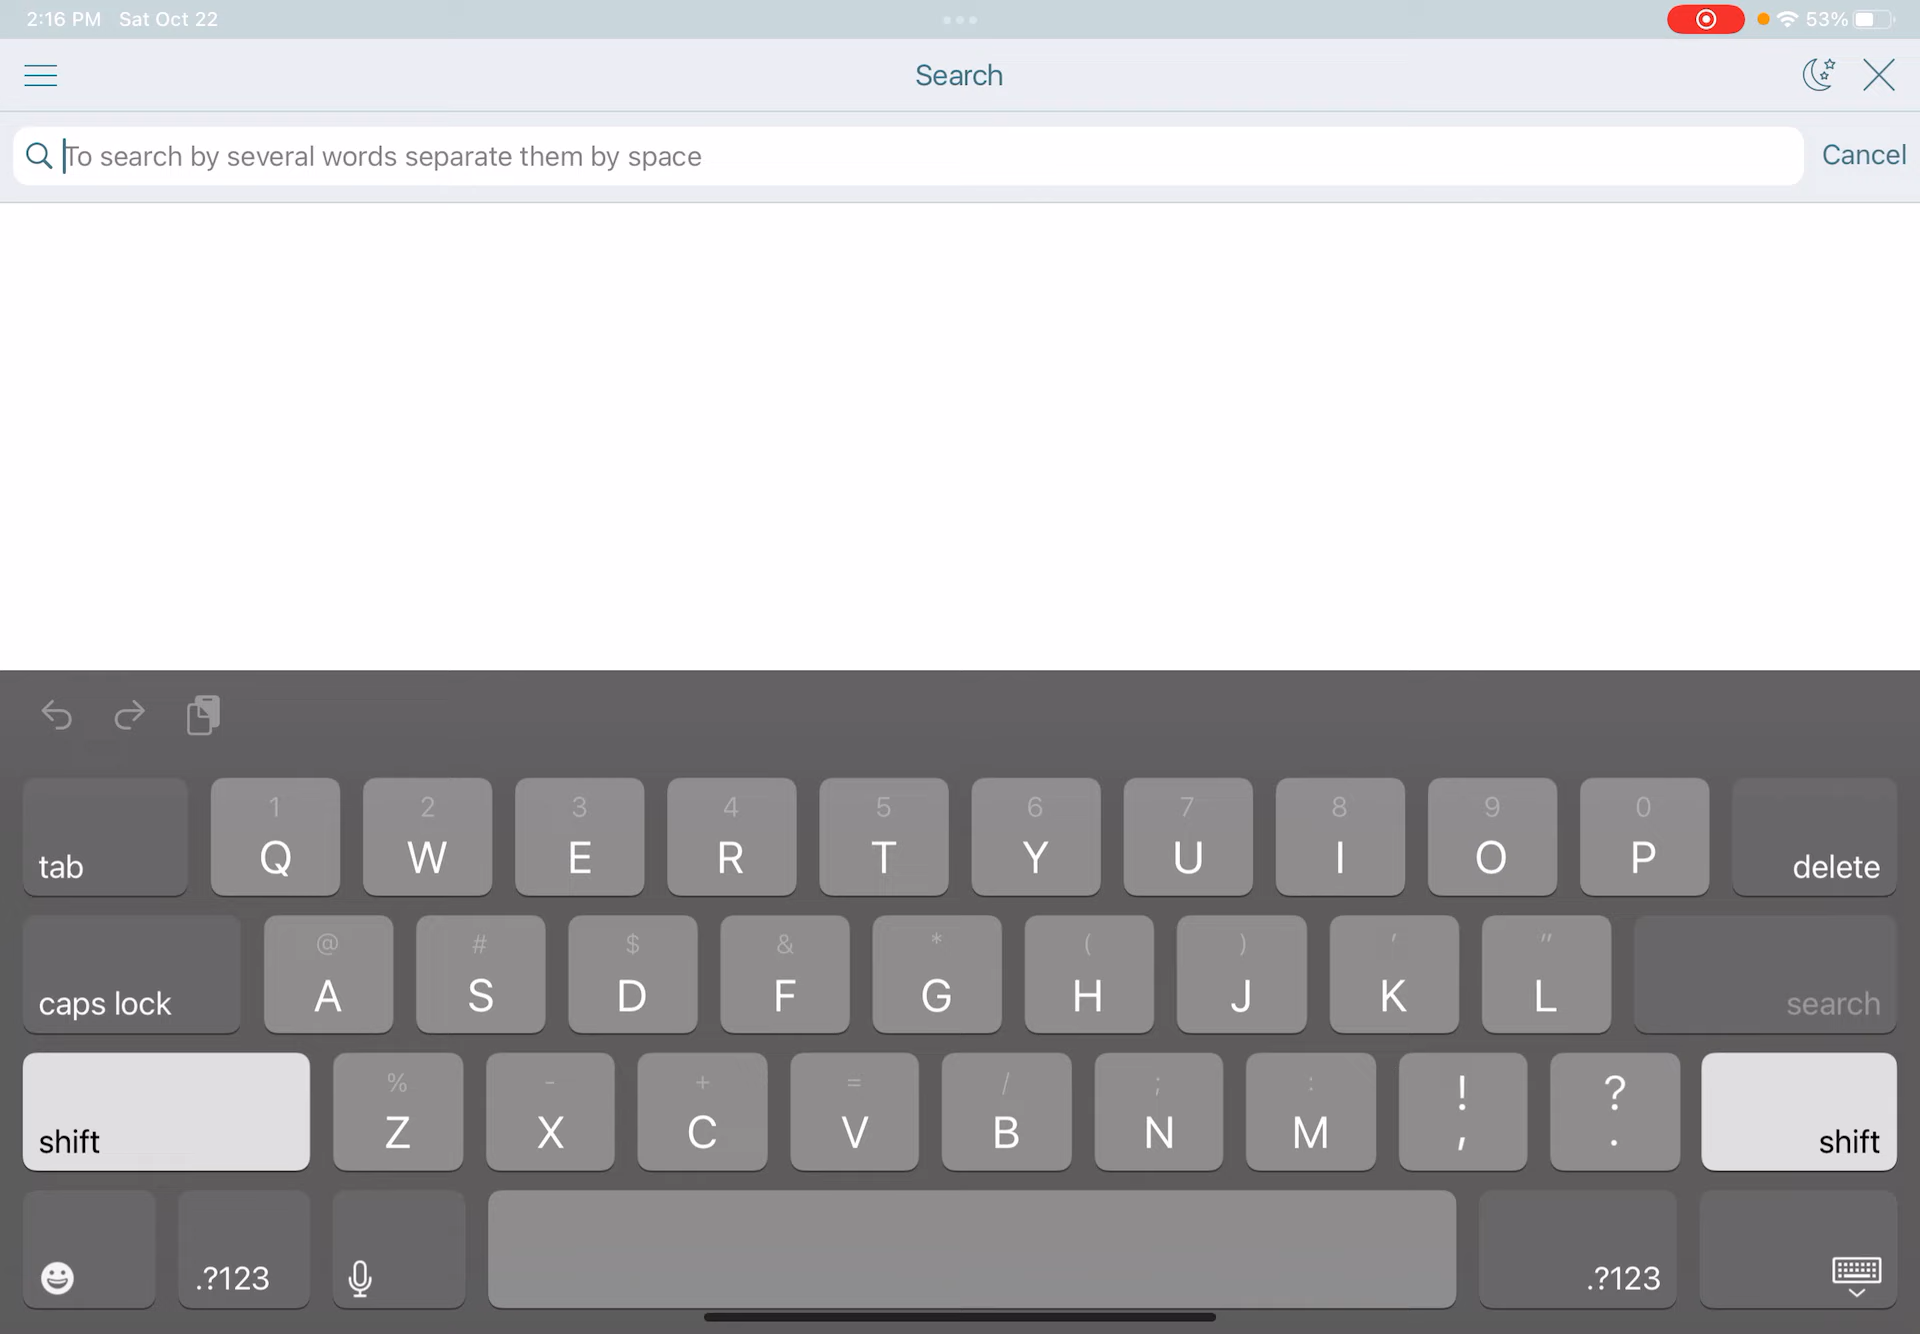 2:16 PM Sat Oct 22
53%
Search
To search by several words separate them by space
Cancel
tab
1 2 3 4 5 6 7 8 9 0
Q W E R T Y U I O P
delete
@ # $ & * ( ) ' "
caps lock A S D F G H J K L search
% - + = / ; : ! ?
shift Z X C V B N M , . shift
.?123 .?123